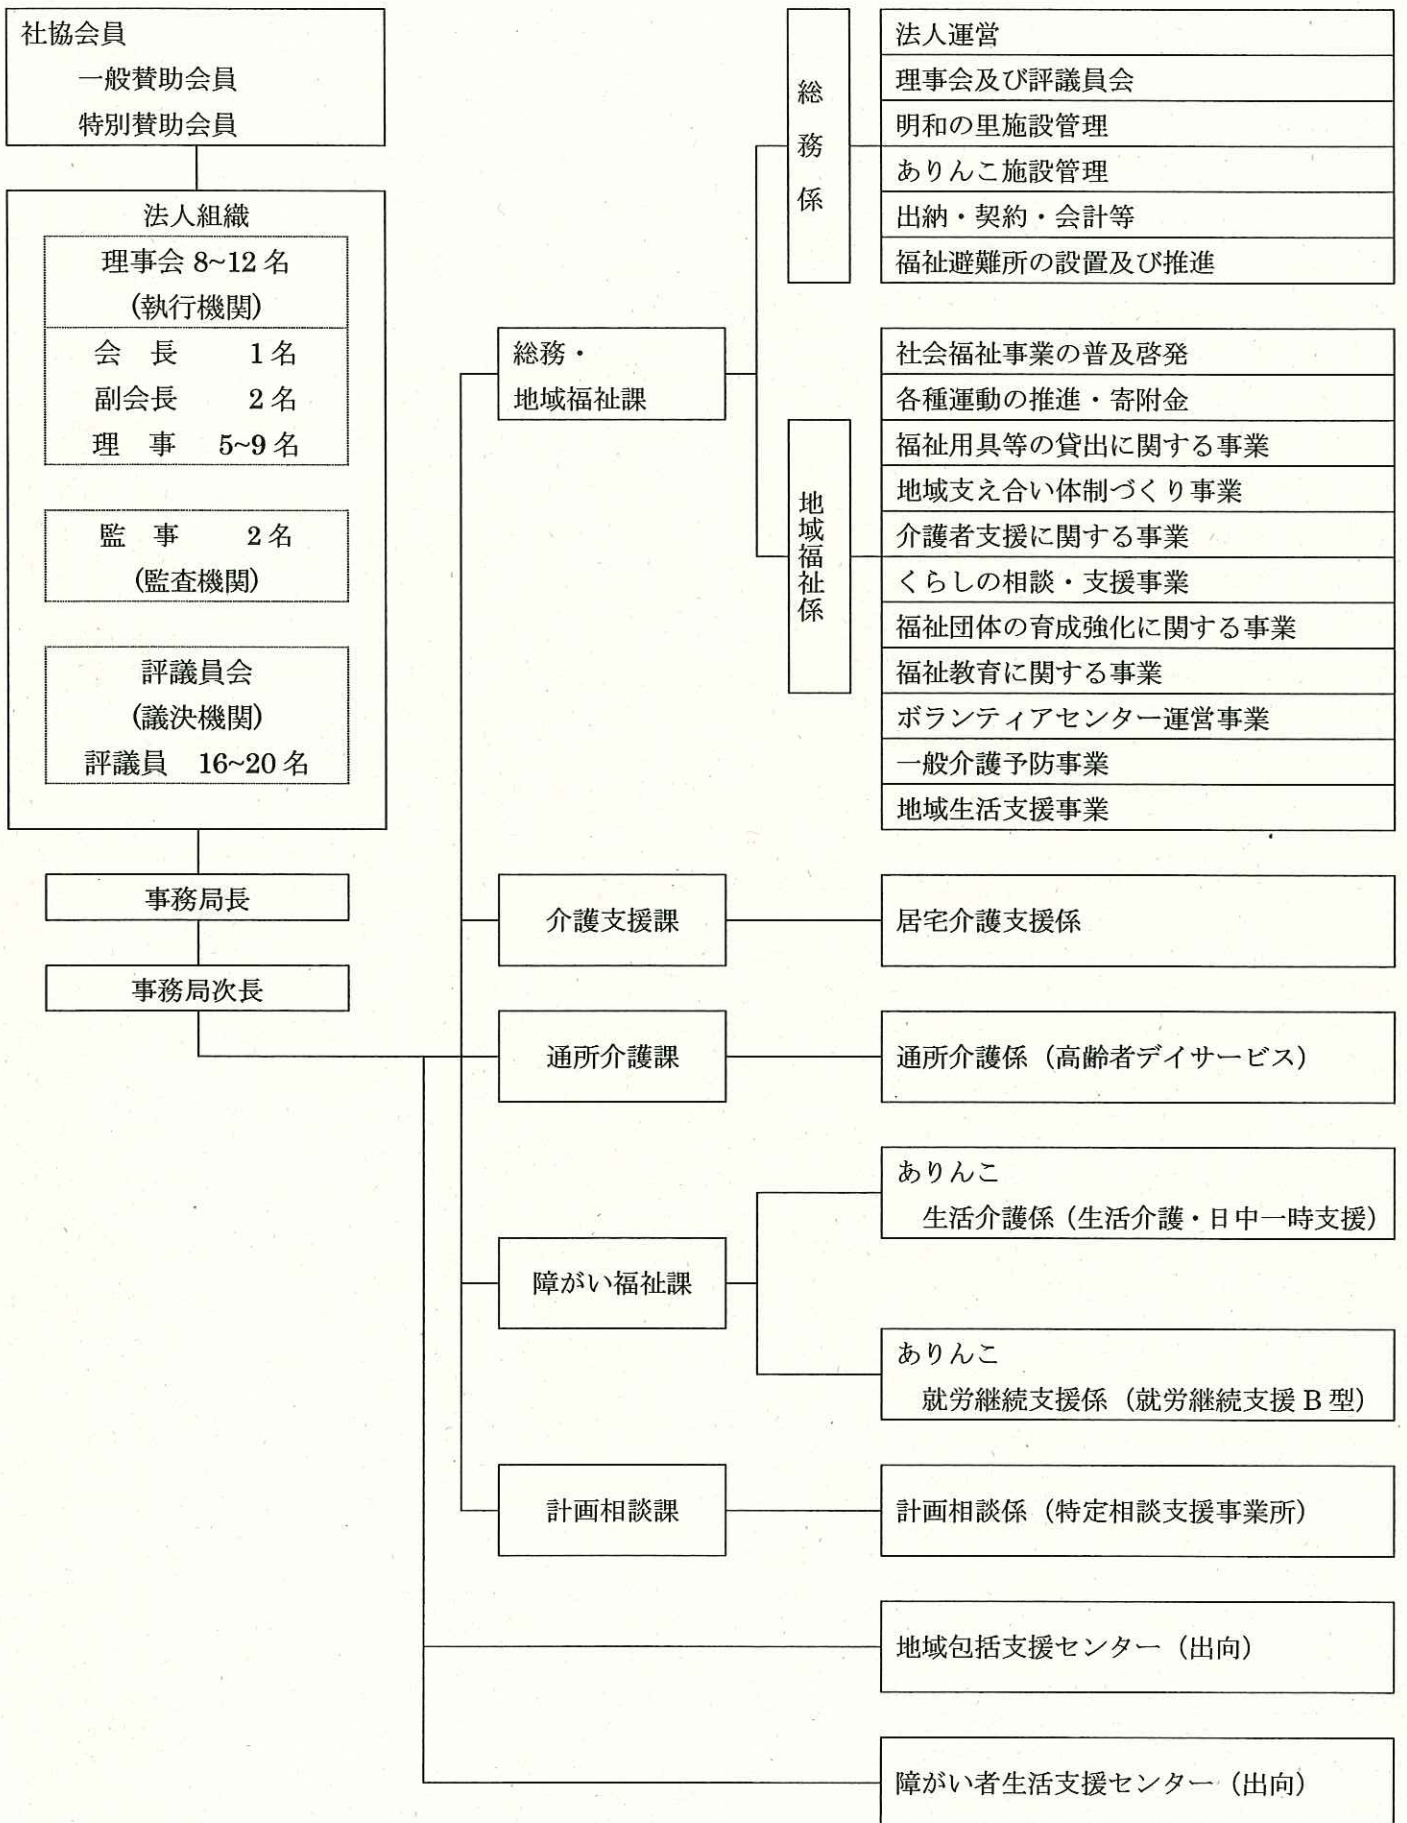 社協会員
一般賛助会員
特別賛助会員
法人組織
理事会 8~12 名
(執行機関)
会　長　　1 名
副会長　　2 名
理　事　5~9 名
監　事　　2 名
(監査機関)
評議員会
(議決機関)
評議員　16~20 名
事務局長
事務局次長
総務・
地域福祉課
総務係
法人運営
理事会及び評議員会
明和の里施設管理
ありんこ施設管理
出納・契約・会計等
福祉避難所の設置及び推進
地域福祉係
社会福祉事業の普及啓発
各種運動の推進・寄附金
福祉用具等の貸出に関する事業
地域支え合い体制づくり事業
介護者支援に関する事業
くらしの相談・支援事業
福祉団体の育成強化に関する事業
福祉教育に関する事業
ボランティアセンター運営事業
一般介護予防事業
地域生活支援事業
介護支援課
居宅介護支援係
通所介護課
通所介護係（高齢者デイサービス）
障がい福祉課
ありんこ
生活介護係（生活介護・日中一時支援）
ありんこ
就労継続支援係（就労継続支援 B 型）
計画相談課
計画相談係（特定相談支援事業所）
地域包括支援センター（出向）
障がい者生活支援センター（出向）